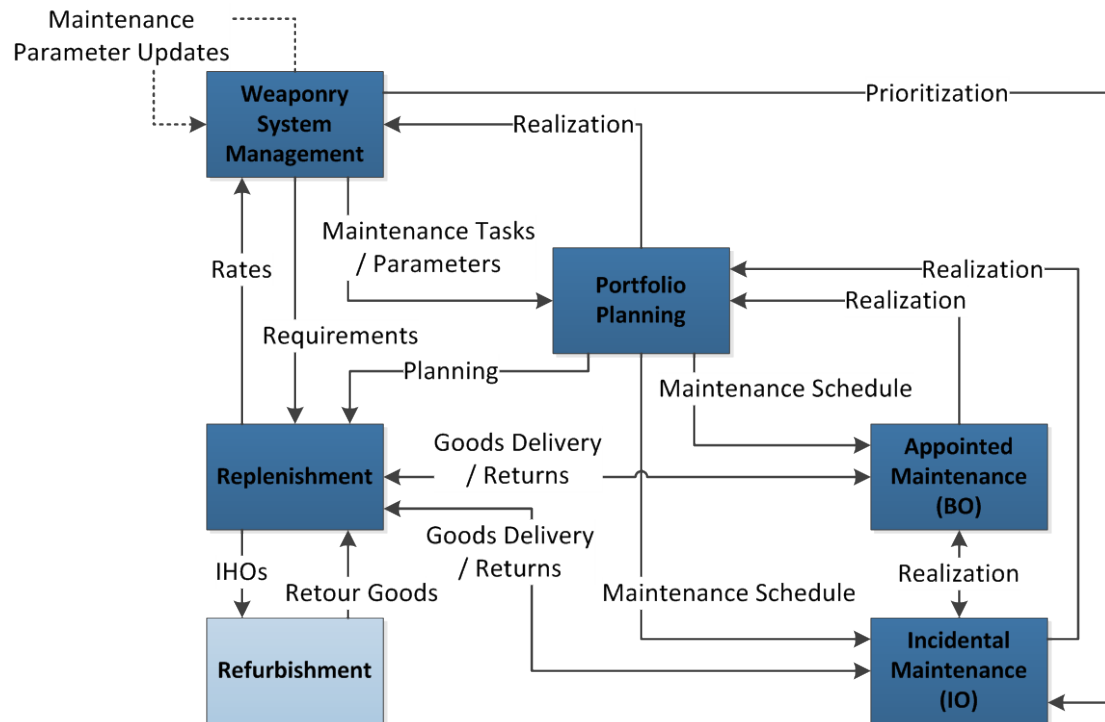 Maintenance
Parameter Updates
Weaponry
System
Management
Prioritization
Realization
Maintenance Tasks
/ Parameters
Rates
Portfolio
Planning
Realization
Realization
Requirements
Planning
Maintenance Schedule
Replenishment
Goods Delivery
/ Returns
Appointed
Maintenance
(BO)
Goods Delivery
/ Returns
IHOs
Retour Goods
Realization
Maintenance Schedule
Refurbishment
Incidental
Maintenance
(IO)